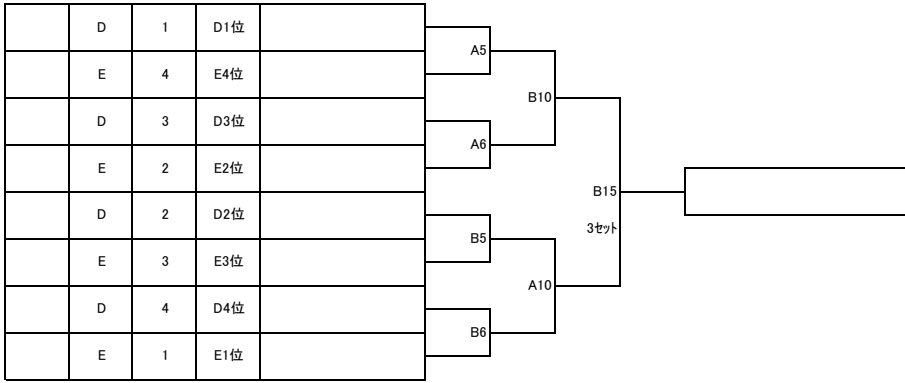 D 1 D1位
A5
E 4 E4位
B10
D 3 D3位
A6
E 2 E2位
B15
D 2 D2位
3セット
B5
E 3 E3位
A10
D 4 D4位
B6
E 1 E1位